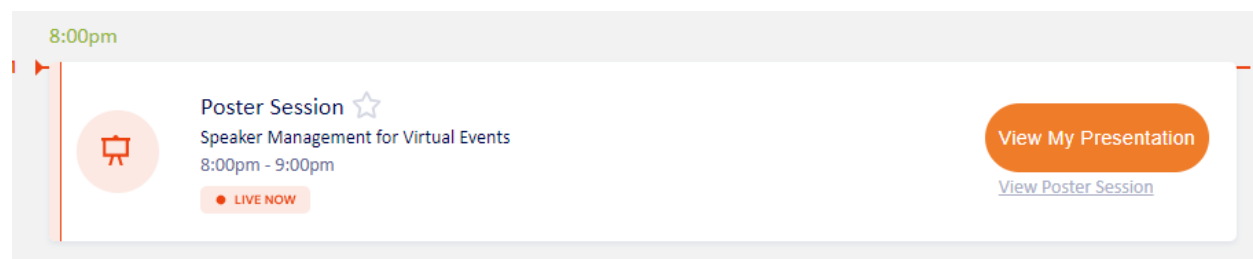 8:00pm
Poster Session
Speaker Management for Virtual Events
8:00pm - 9:00pm
LIVE NOW
View My Presentation
View Poster Session